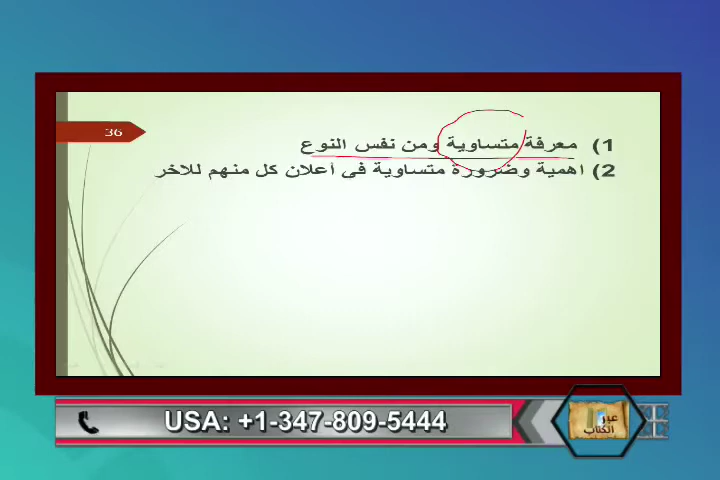 36
1) معرفة متساوية ومن نفس النوع
2) اهمية وضرورة متساوية فى أعلان كل منهم للاخر
USA: +1-347-809-5444
عبر
الكتاب